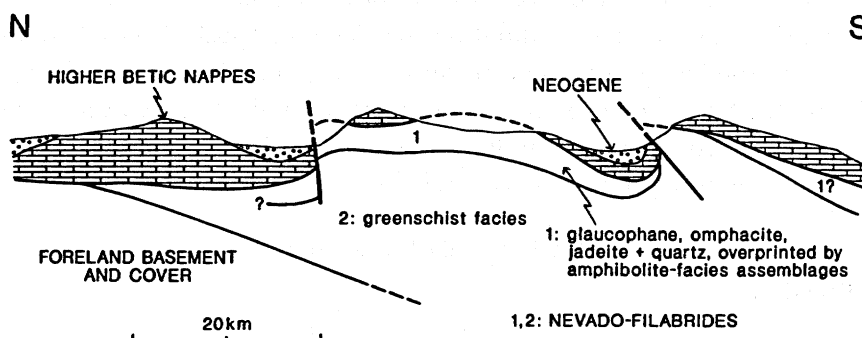 N
S
HIGHER BETIC NAPPES
NEOGENE
1
1?
?
2: greenschist facies
1: glaucophane, omphacite,
jadeite + quartz, overprinted by
amphibolite-facies assemblages
FORELAND BASEMENT
AND COVER
20km
1,2: NEVADO-FILABRIDES